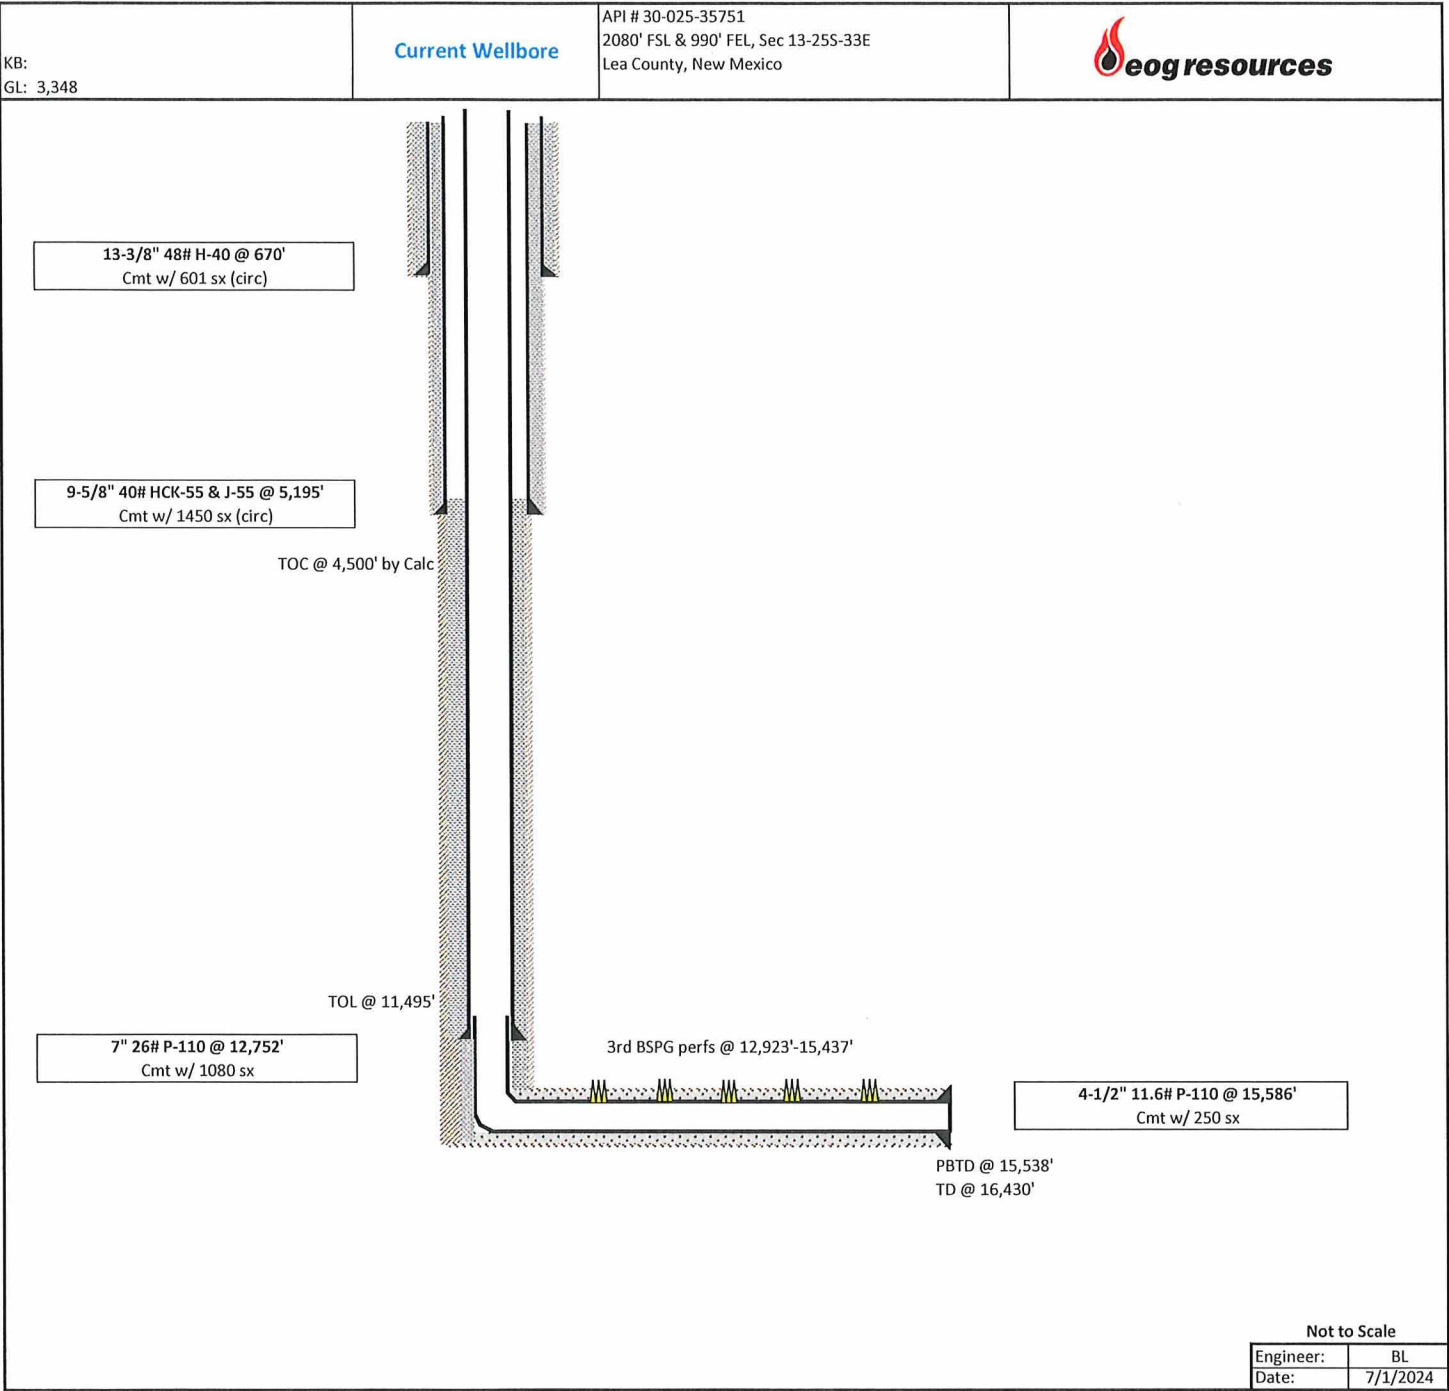 KB:
GL: 3,348
Current Wellbore
API # 30-025-35751
2080' FSL & 990' FEL, Sec 13-25S-33E
Lea County, New Mexico
eog resources
13-3/8" 48# H-40 @ 670'
Cmt w/ 601 sx (circ)
9-5/8" 40# HCK-55 & J-55 @ 5,195'
Cmt w/ 1450 sx (circ)
TOC @ 4,500' by Calc
TOL @ 11,495'
7" 26# P-110 @ 12,752'
Cmt w/ 1080 sx
3rd BSPG perfs @ 12,923'-15,437'
4-1/2" 11.6# P-110 @ 15,586'
Cmt w/ 250 sx
PBTD @ 15,538'
TD @ 16,430'
Not to Scale
Engineer: BL
Date: 7/1/2024